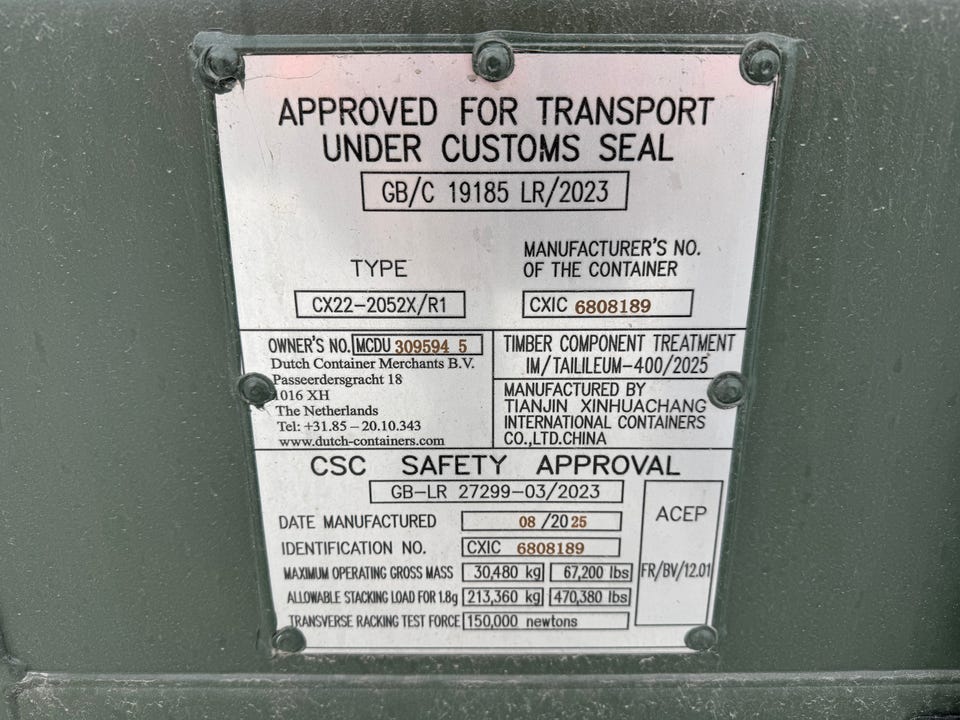 APPROVED FOR TRANSPORT
UNDER CUSTOMS SEAL
GB/C 19185 LR/2023
TYPE
CX22-2052X/R1
MANUFACTURER'S NO.
OF THE CONTAINER
CXIC 6808189
OWNER'S NO. MCDU 309594 5
Dutch Container Merchants B.V.
Passeerdersgracht 18
1016 XH
The Netherlands
Tel: +31.85 – 20.10.343
www.dutch-containers.com
TIMBER COMPONENT TREATMENT
IM/TAILILEUM-400/2025
MANUFACTURED BY
TIANJIN XINHUACHANG
INTERNATIONAL CONTAINERS
CO.,LTD.CHINA
CSC SAFETY APPROVAL
GB-LR 27299-03/2023
DATE MANUFACTURED 08 /2025
IDENTIFICATION NO. CXIC 6808189
MAXIMUM OPERATING GROSS MASS 30,480 kg 67,200 lbs
ALLOWABLE STACKING LOAD FOR 1.8g 213,360 kg 470,380 lbs
TRANSVERSE RACKING TEST FORCE 150,000 newtons
ACEP
FR/BV/12.01